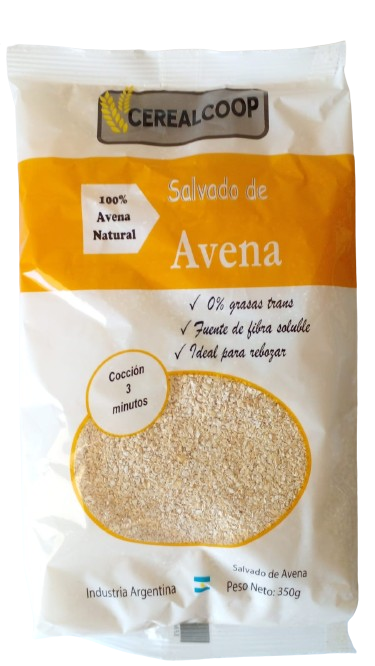 CEREALCOOP
Salvado de
Avena
100%
Avena
Natural
✓ 0% grasas trans
✓ Fuente de fibra soluble
✓ Ideal para rebozar
Cocción
3
minutos
Industria Argentina
Salvado de Avena
Peso Neto: 350g